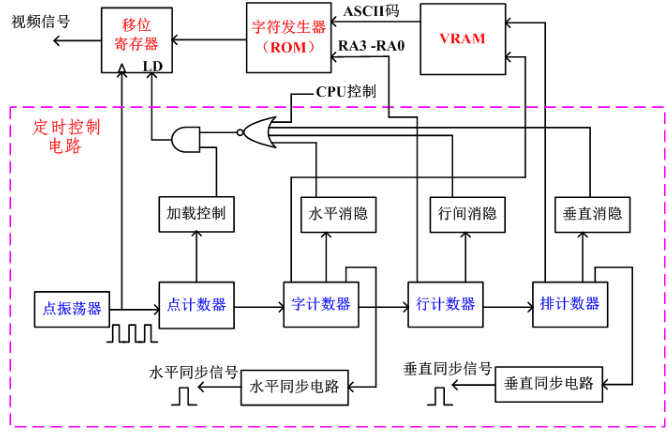 ASCII码
视频信号
移位
寄存器
字符发生器
(ROM)
VRAM
LD
RA3 -RA0
CPU控制
定时控制
电路
加载控制
水平消隐
行间消隐
垂直消隐
点振荡器
点计数器
字计数器
行计数器
排计数器
水平同步信号
水平同步电路
垂直同步信号
垂直同步电路